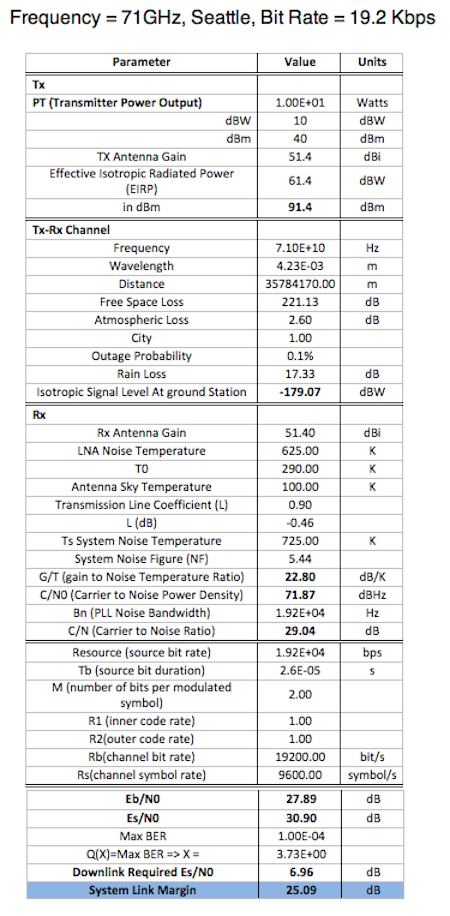 Frequency = 71GHz, Seattle, Bit Rate = 19.2 Kbps
Parameter Value Units
Tx
PT (Transmitter Power Output) 1.00E+01 Watts
dBW 10 dBW
dBm 40 dBm
TX Antenna Gain 51.4 dBi
Effective Isotropic Radiated Power
(EIRP) 61.4 dBW
in dBm 91.4 dBm
Tx-Rx Channel
Frequency 7.10E+10 Hz
Wavelength 4.23E-03 m
Distance 35784170.00 m
Free Space Loss 221.13 dB
Atmospheric Loss 2.60 dB
City 1.00
Outage Probability 0.1%
Rain Loss 17.33 dB
Isotropic Signal Level At ground Station -179.07 dBW
Rx
Rx Antenna Gain 51.40 dBi
LNA Noise Temperature 625.00 K
T0 290.00 K
Antenna Sky Temperature 100.00 K
Transmission Line Coefficient (L) 0.90
L (dB) -0.46
Ts System Noise Temperature 725.00 K
System Noise Figure (NF) 5.44
G/T (gain to Noise Temperature Ratio) 22.80 dB/K
C/N0 (Carrier to Noise Power Density) 71.87 dBHz
Bn (PLL Noise Bandwidth) 1.92E+04 Hz
C/N (Carrier to Noise Ratio) 29.04 dB
Resource (source bit rate) 1.92E+04 bps
Tb (source bit duration) 2.6E-05 s
M (number of bits per modulated
symbol) 2.00
R1 (inner code rate) 1.00
R2(outer code rate) 1.00
Rb(channel bit rate) 19200.00 bit/s
Rs(channel symbol rate) 9600.00 symbol/s
Eb/N0 27.89 dB
Es/N0 30.90 dB
Max BER 1.00E-04
Q(X)=Max BER => X = 3.73E+00
Downlink Required Es/N0 6.96 dB
System Link Margin 25.09 dB